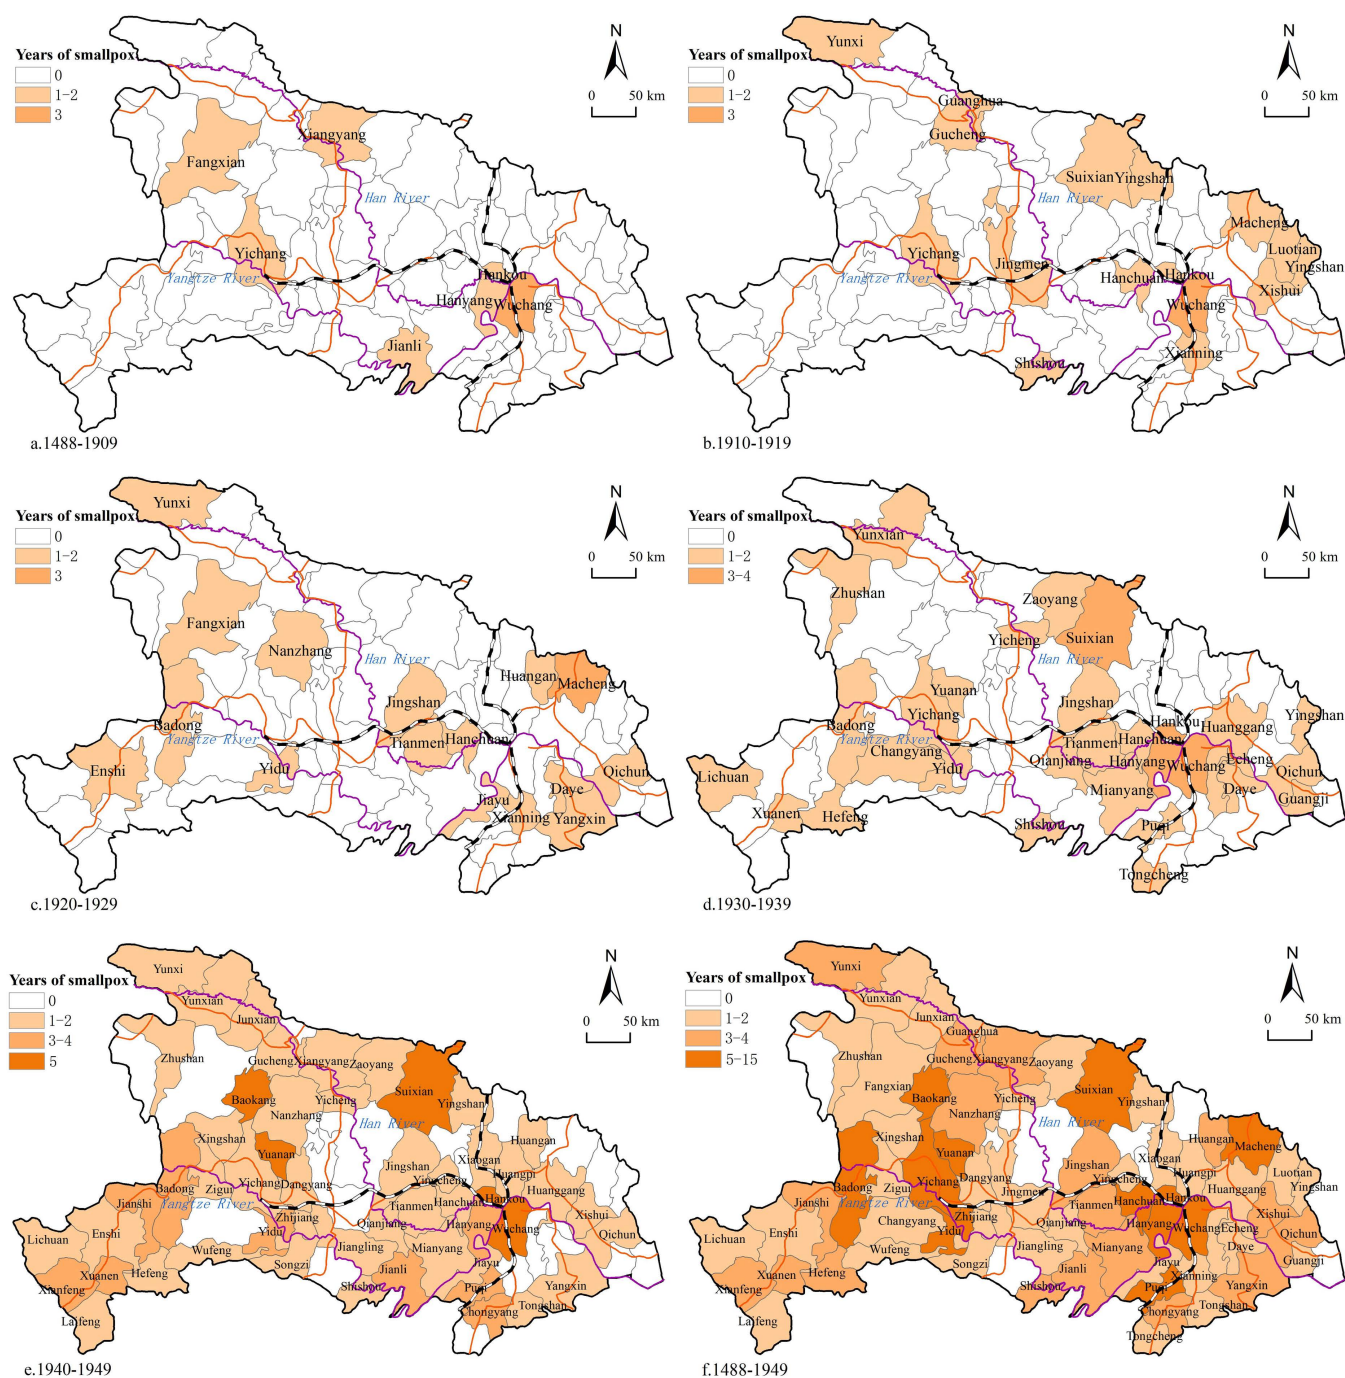 Years of smallpox
0
1-2
3
N
0 50 km
Xiangyang
Fangxian
Han River
Yichang
Yangtze River
Hankou
Hanyang
Wuchang
Jianli
a.1488-1909
Years of smallpox
0
1-2
3
N
0 50 km
Yunxi
Guanghua
Gucheng
Suixian
Yingshan
Han River
Macheng
Luotian
Yichang
Yingshan
Yangtze River
Jingmen
Hanchuan
Hankou
Xishui
Wuchang
Xianning
Shishou
b.1910-1919
Years of smallpox
0
1-2
3
N
0 50 km
Yunxi
Fangxian
Nanzhang
Han River
Huangan
Macheng
Jingshan
Badong
Yangtze River
Tianmen
Hanchuan
Enshi
Yidu
Qichun
Daye
Jiayu
Xianning
Yangxin
c.1920-1929
Years of smallpox
0
1-2
3-4
N
0 50 km
Yunxian
Zhushan
Zaoyang
Yicheng
Suixian
Han River
Yuanan
Jingshan
Yichang
Hankou
Huanggang
Yingshan
Badong
Yangtze River
Changyang
Tianmen
Hanchuan
Yidu
Qianjiang
Hanyang
Wuchang
Echeng
Lichuan
Qichun
Mianyang
Daye
Guangji
Xuanen
Hefeng
Shishou
Puqi
Tongcheng
d.1930-1939
Years of smallpox
0
1-2
3-4
5
N
0 50 km
Yunxi
Yunxian
Junxian
Zhushan
Gucheng
Xiangyang
Zaoyang
Baokang
Yicheng
Suixian
Yingshan
Nanzhang
Han River
Xingshan
Huangan
Yuanan
Jingshan
Xiaogan
Huangpi
Yichang
Dangyang
Yingcheng
Badong
Zigui
Yangtze River
Jianshi
Hanchuan
Hankou
Huanggang
Tianmen
Zhijiang
Xishui
Enshi
Yidu
Qianjiang
Hanyang
Wuchang
Qichun
Lichuan
Wufeng
Jiangling
Mianyang
Songzi
Jianli
Jiayu
Xuanen
Hefeng
Xianfeng
Shishou
Puqi
Yangxin
Chongyang
Tongshan
Laifeng
e.1940-1949
Years of smallpox
0
1-2
3-4
5-15
N
0 50 km
Yunxi
Yunxian
Junxian
Guanghua
Zhushan
Gucheng
Xiangyang
Zaoyang
Fangxian
Baokang
Yicheng
Suixian
Yingshan
Nanzhang
Han River
Xingshan
Huangan
Macheng
Yuanan
Jingshan
Xiaogan
Huangpi
Luotian
Yichang
Dangyang
Yingcheng
Yingshan
Badong
Zigui
Jingmen
Yangtze River
Jianshi
Hanchuan
Hankou
Huanggang
Tianmen
Zhijiang
Xishui
Changyang
Qianjiang
Hanyang
Wuchang
Echeng
Enshi
Yidu
Qichun
Lichuan
Wufeng
Jiangling
Mianyang
Daye
Songzi
Jianli
Jiayu
Guangji
Xuanen
Hefeng
Xianning
Xianfeng
Shishou
Puqi
Yangxin
Chongyang
Tongshan
Laifeng
Tongcheng
f.1488-1949